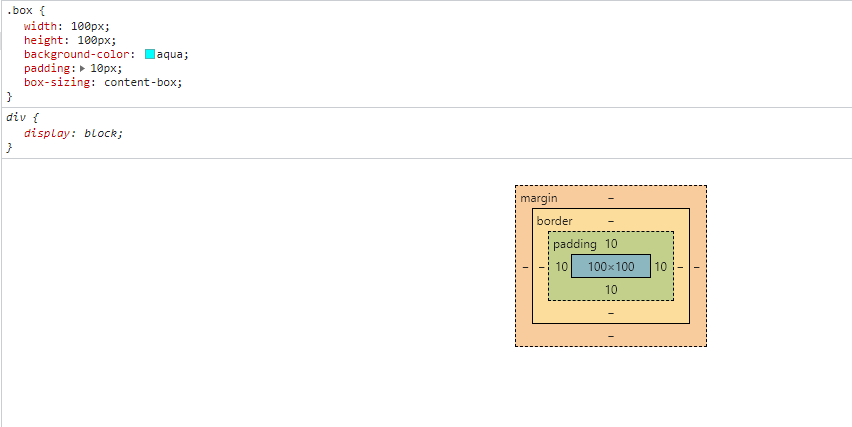 .box {
width: 100px;
height: 100px;
background-color: aqua;
padding:▶ 10px;
box-sizing: content-box;
}
div {
display: block;
}
margin –
border –
padding 10
– – 10 100×100 10 – –
10
–
–